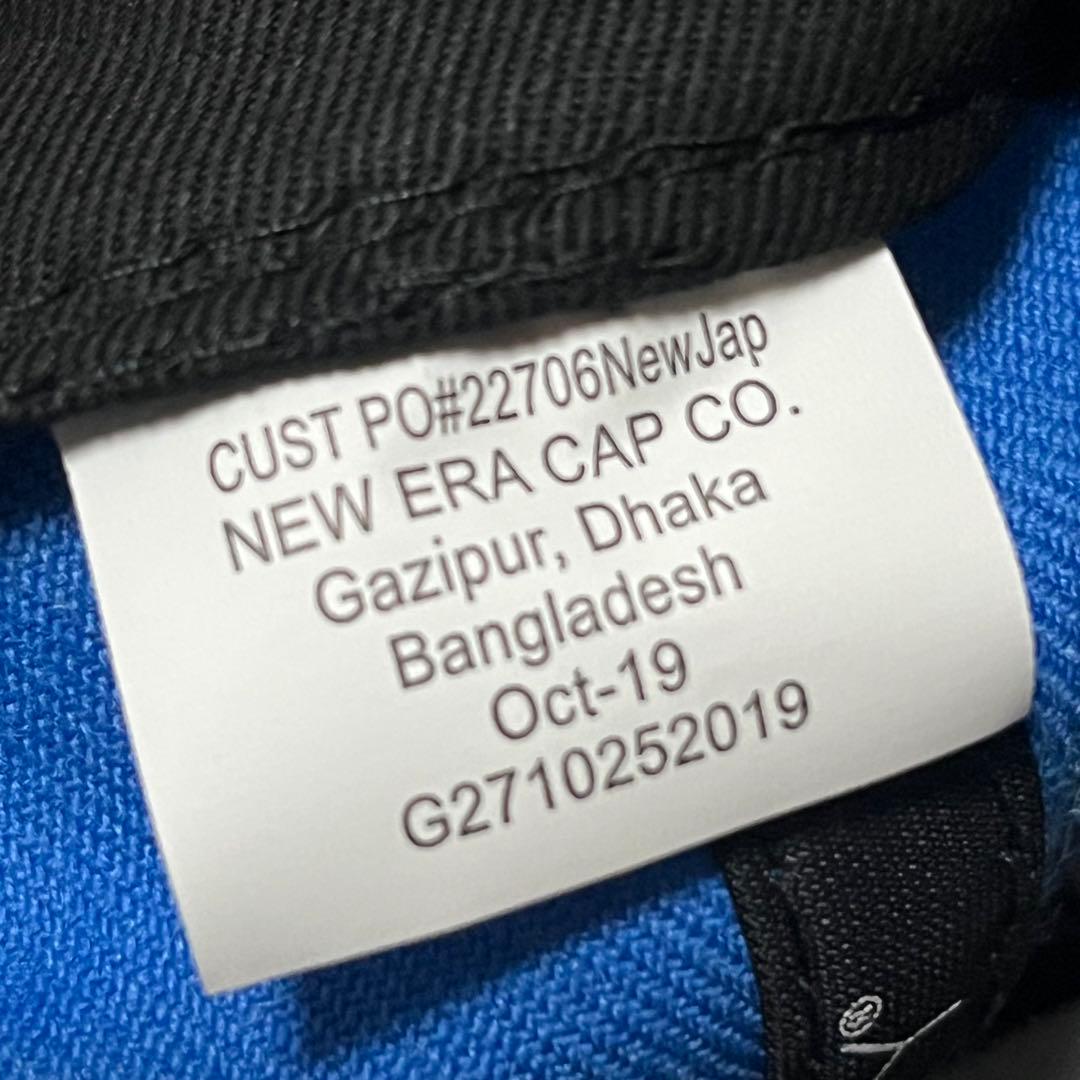 CUST PO#22706NewJap
NEW ERA CAP CO.
Gazipur, Dhaka
Bangladesh
Oct-19
G2710252019